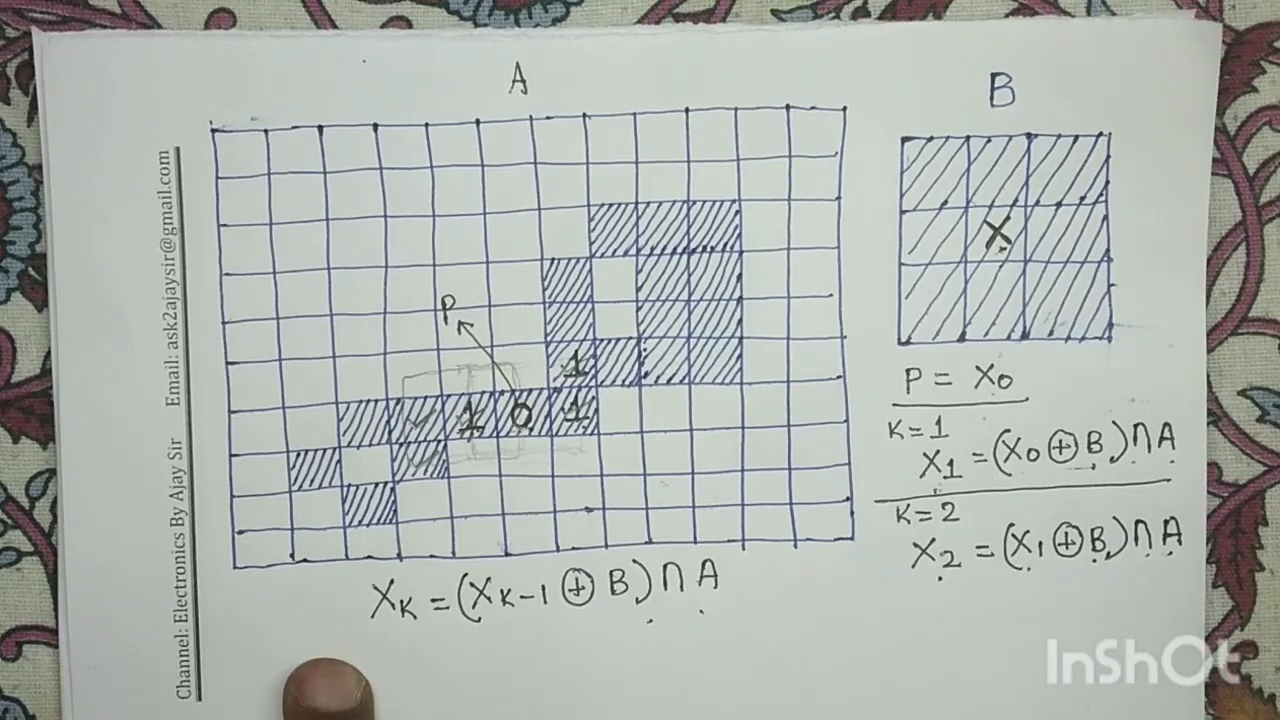 A
B
P
1
1 0 1
X
P = X0
K=1
X1 = (X0 ⊕ B) ∩ A
K=2
X2 = (X1 ⊕ B) ∩ A
XK = (XK-1 ⊕ B) ∩ A
Channel: Electronics By Ajay Sir Email: ask2ajaysir@gmail.com
InShOt